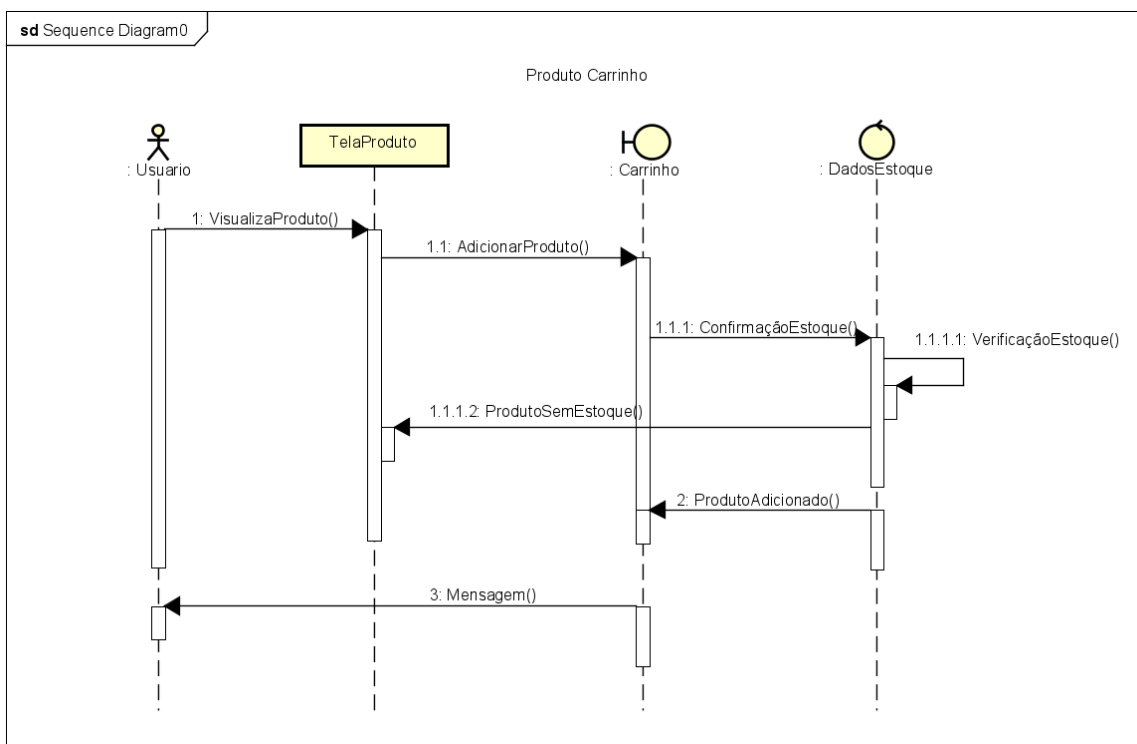 sd Sequence Diagram0
Produto Carrinho
: Usuario
TelaProduto
: Carrinho
: DadosEstoque
1: VisualizaProduto()
1.1: AdicionarProduto()
1.1.1: ConfirmaçãoEstoque()
1.1.1.1: VerificaçãoEstoque()
1.1.1.2: ProdutoSemEstoque()
2: ProdutoAdicionado()
3: Mensagem()